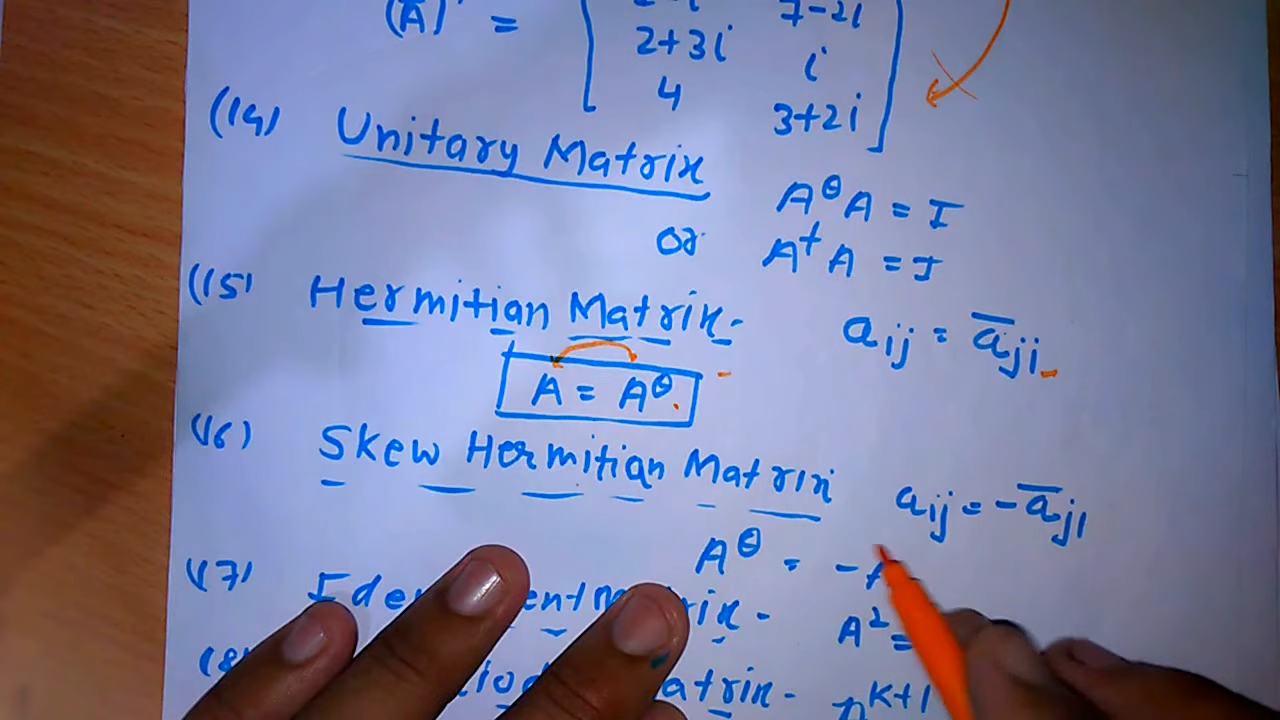 (Ā)' = [ 7-2i
2+3i i
4 3+2i ]
(14) Unitary Matrix A^θ A = I
or A^† A = I
(15) Hermitian Matrix:- a_ij = ā_ji
A = A^θ.
(16) Skew Hermitian Matrix a_ij = -ā_ji
A^θ = -A
(17) A² =